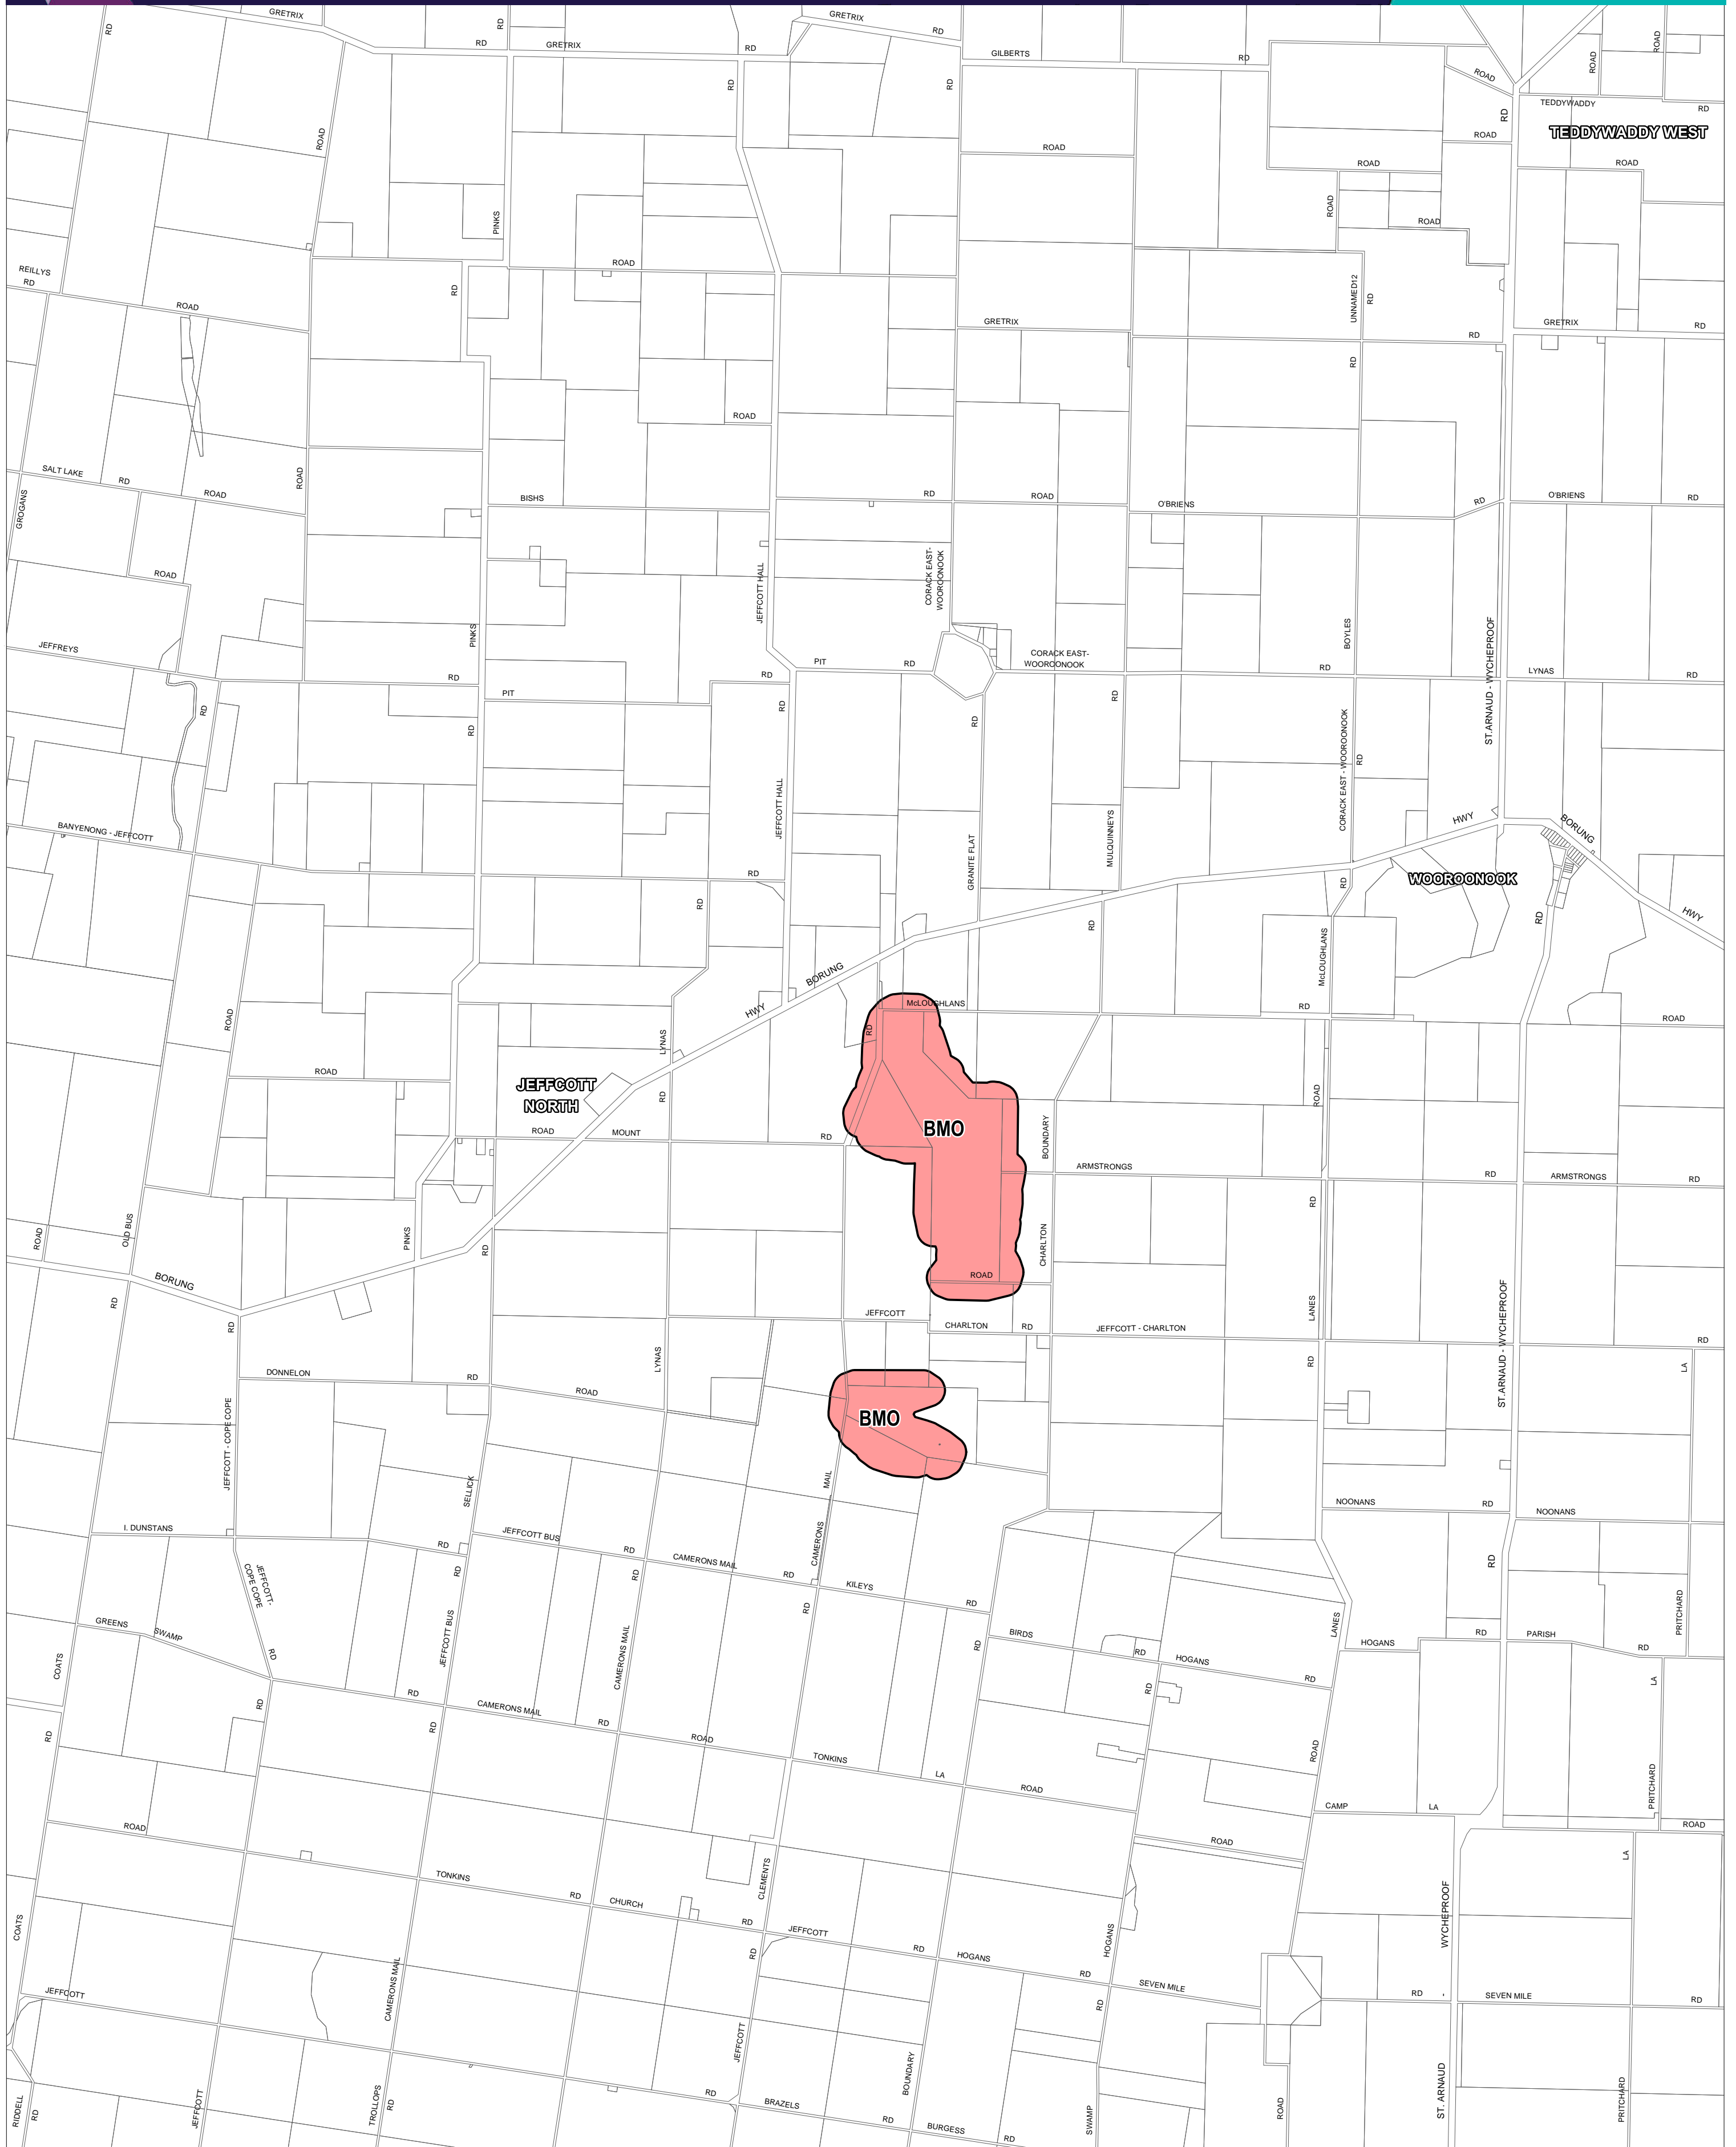 GRETRIX
RD
GRETRIX
RD
RD
GRETRIX
RD
RD
GILBERTS
RD
RD
RD
ROAD
ROAD
ROAD
TEDDYWADDY
RD
TEDDYWADDY WEST
RD
ROAD
RD
ROAD
ROAD
ROAD
ROAD
ROAD
ROAD
PINKS
ROAD
REILLYS
RD
ROAD
RD
UNNAMED12
RD
ROAD
GRETRIX
RD
GRETRIX
RD
RD
ROAD
SALT LAKE
RD
ROAD
ROAD
GROGANS
BISHS
RD
ROAD
O'BRIENS
RD
O'BRIENS
RD
ROAD
JEFFCOTT HALL
CORACK EAST-
WOOROONOOK
JEFFREYS
PINKS
BOYLES
ST.ARNAUD - WYCHEPROOF
RD
PIT
RD
PIT
RD
CORACK EAST-
WOOROONOOK
RD
LYNAS
RD
RD
RD
RD
RD
RD
CORACK EAST - WOOROONOOK
RD
JEFFCOTT HALL
BANYENONG - JEFFCOTT
GRANITE FLAT
MULQUINNEYS
HWY
BORUNG
RD
WOOROONOOK
RD
RD
RD
RD
HWY
McLOUGHLANS
BORUNG
HWY
McLOUGHLANS
RD
ROAD
ROAD
RD
LYNAS
ROAD
JEFFCOTT
NORTH
RD
ROAD
BMO
ROAD
MOUNT
RD
BOUNDARY
ARMSTRONGS
RD
ARMSTRONGS
RD
OLD BUS
ROAD
PINKS
RD
RD
CHARLTON
BORUNG
ROAD
RD
RD
JEFFCOTT
CHARLTON
RD
JEFFCOTT - CHARLTON
LANES
ST.ARNAUD - WYCHEPROOF
RD
DONNELON
RD
ROAD
LYNAS
RD
LA
JEFFCOTT - COPE COPE
BMO
SELLICK
MAIL
NOONANS
RD
NOONANS
I. DUNSTANS
RD
JEFFCOTT BUS
RD
CAMERONS MAIL
RD
CAMERONS
KILEYS
RD
JEFFCOTT-
COPE COPE
RD
RD
RD
RD
PRITCHARD
GREENS
SWAMP
RD
JEFFCOTT BUS
CAMERONS MAIL
RD
BIRDS
RD
HOGANS
RD
LANES
HOGANS
RD
PARISH
RD
COATS
RD
RD
CAMERONS MAIL
RD
RD
RD
LA
RD
ROAD
TONKINS
LA
ROAD
ROAD
CAMP
LA
PRITCHARD
ROAD
ROAD
ROAD
TONKINS
RD
CHURCH
RD
CLEMENTS
LA
WYCHEPROOF
COATS
JEFFCOTT
RD
HOGANS
RD
HOGANS
RD
SEVEN MILE
RD
SEVEN MILE
RD
JEFFCOTT
CAMERONS MAIL
RD
JEFFCOTT
BOUNDARY
RIDDELL
RD
JEFFCOTT
TROLLOPS
RD
RD
BRAZELS
RD
BURGESS
RD
SWAMP
ROAD
ST. ARNAUD
PRITCHARD